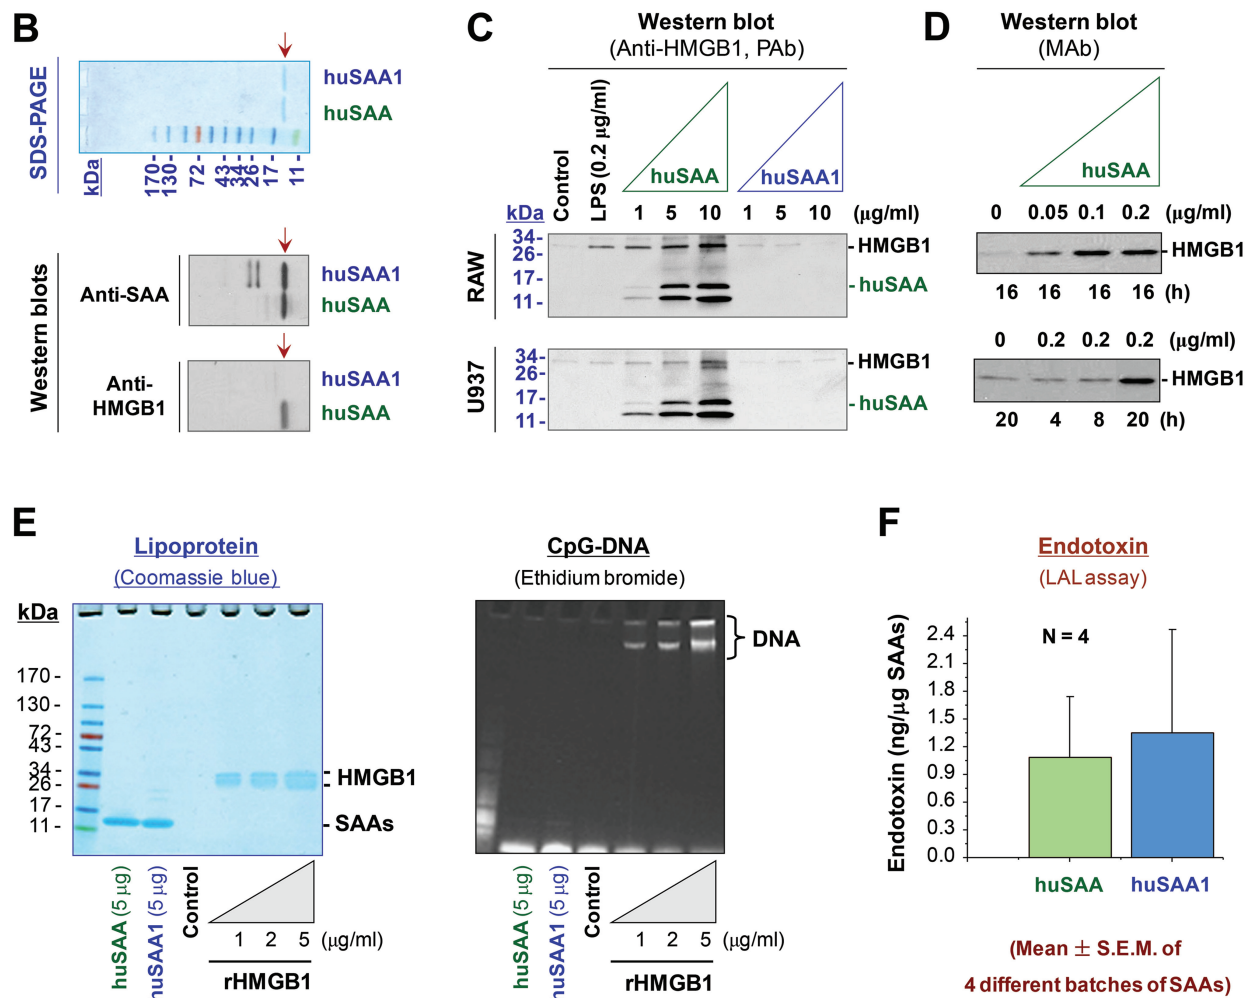 B
SDS-PAGE
huSAA1
huSAA
kDa
170-
130-
72-
43-
34-
26-
17-
11-
Western blots
Anti-SAA
huSAA1
huSAA
Anti-
HMGB1
huSAA1
huSAA
C
Western blot
(Anti-HMGB1, PAb)
Control
LPS (0.2 µg/ml)
huSAA
huSAA1
kDa
1 5 10 1 5 10 (µg/ml)
RAW
34-
26-
17-
11-
-HMGB1
-huSAA
U937
34-
26-
17-
11-
-HMGB1
-huSAA
D
Western blot
(MAb)
huSAA
0 0.05 0.1 0.2 (µg/ml)
-HMGB1
16 16 16 16 (h)
0 0.2 0.2 0.2 (µg/ml)
-HMGB1
20 4 8 20 (h)
E
Lipoprotein
(Coomassie blue)
kDa
170-
130-
72-
43-
34-
26-
17-
11-
HMGB1
-SAAs
huSAA (5 µg)
huSAA1 (5 µg)
Control
1 2 5 (µg/ml)
rHMGB1
CpG-DNA
(Ethidium bromide)
DNA
huSAA (5 µg)
huSAA1 (5 µg)
Control
1 2 5 (µg/ml)
rHMGB1
F
Endotoxin
(LAL assay)
Endotoxin (ng/µg SAAs)
N = 4
2.4
2.1
1.8
1.5
1.2
0.9
0.6
0.3
0.0
huSAA huSAA1
(Mean ± S.E.M. of
4 different batches of SAAs)